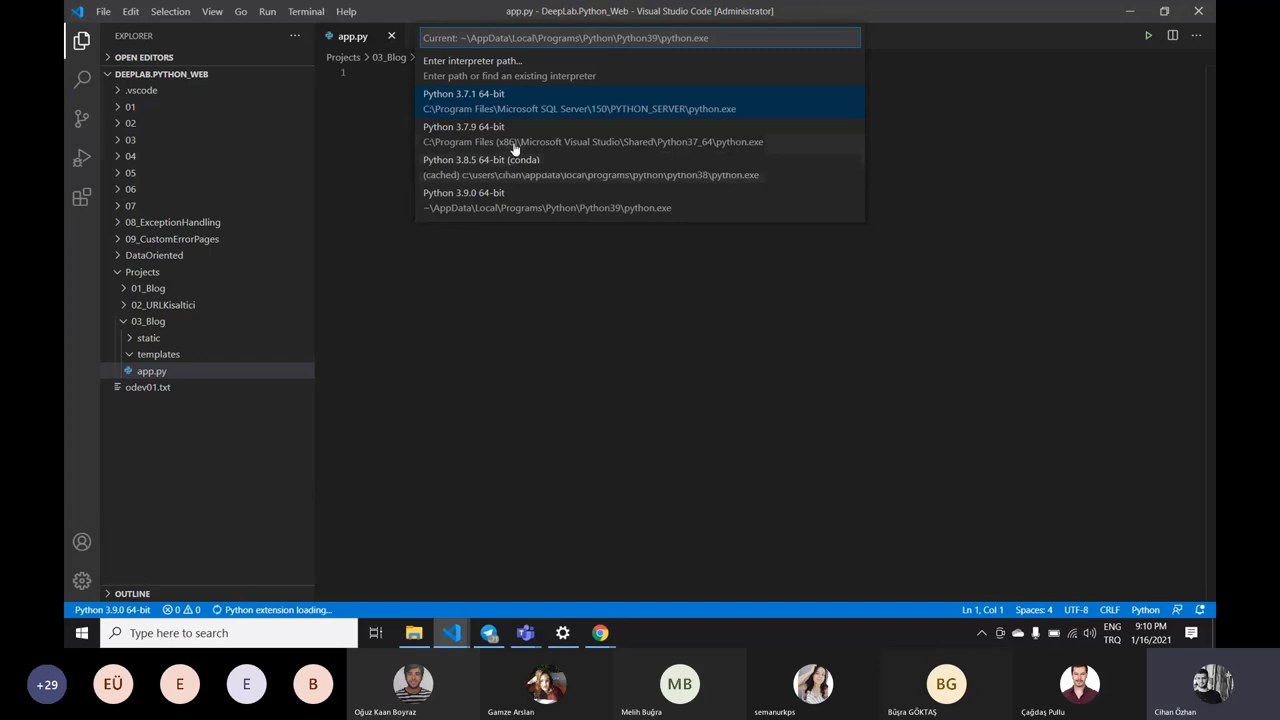 File Edit Selection View Go Run Terminal Help
app.py - DeepLab.Python_Web - Visual Studio Code [Administrator]
EXPLORER
app.py
Current: ~\AppData\Local\Programs\Python\Python39\python.exe
OPEN EDITORS
Projects > 03_Blog >
Enter interpreter path...
Enter path or find an existing interpreter
DEEPLAB.PYTHON_WEB
1
.vscode
Python 3.7.1 64-bit
C:\Program Files\Microsoft SQL Server\150\PYTHON_SERVER\python.exe
01
02
Python 3.7.9 64-bit
C:\Program Files (x86)\Microsoft Visual Studio\Shared\Python37_64\python.exe
03
04
Python 3.8.5 64-bit (conda)
(cached) c:\users\cihan\appdata\local\programs\python\python38\python.exe
05
06
Python 3.9.0 64-bit
~\AppData\Local\Programs\Python\Python39\python.exe
07
08_ExceptionHandling
09_CustomErrorPages
DataOriented
Projects
01_Blog
02_URLKisaltici
03_Blog
static
templates
app.py
odev01.txt
OUTLINE
Python 3.9.0 64-bit 0 0 Python extension loading...
Ln 1, Col 1 Spaces: 4 UTF-8 CRLF Python
Type here to search
ENG
TRQ
9:10 PM
1/16/2021
+29 EÜ E E B MB BG
Oğuz Kaan Boyraz Gamze Arslan Melih Buğra semanurkps Büşra GÖKTAŞ Çağdaş Pullu Cihan Özhan